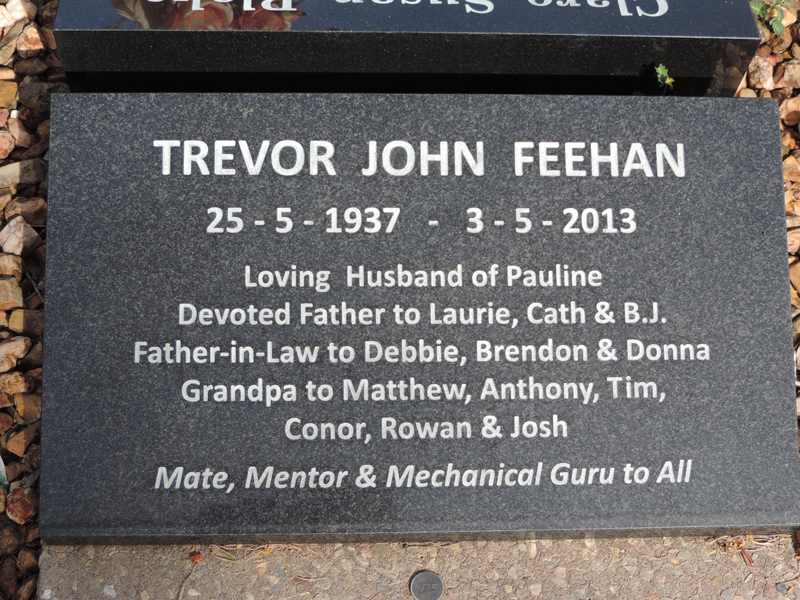 Clare Susan
TREVOR JOHN FEEHAN
25 - 5 - 1937 - 3 - 5 - 2013
Loving Husband of Pauline
Devoted Father to Laurie, Cath & B.J.
Father-in-Law to Debbie, Brendon & Donna
Grandpa to Matthew, Anthony, Tim,
Conor, Rowan & Josh
Mate, Mentor & Mechanical Guru to All